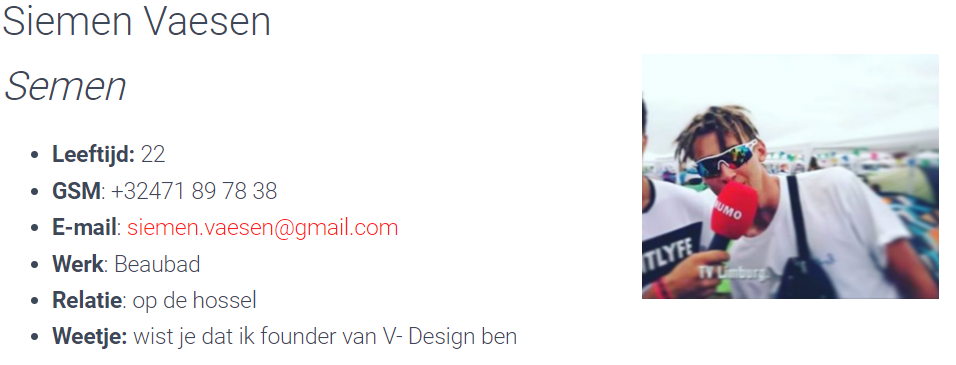 Siemen Vaesen
Semen
Leeftijd: 22
GSM: +32471 89 78 38
E-mail: siemen.vaesen@gmail.com
Werk: Beaubad
Relatie: op de hossel
Weetje: wist je dat ik founder van V- Design ben
HUMO
NTLYFE
TV Limburg